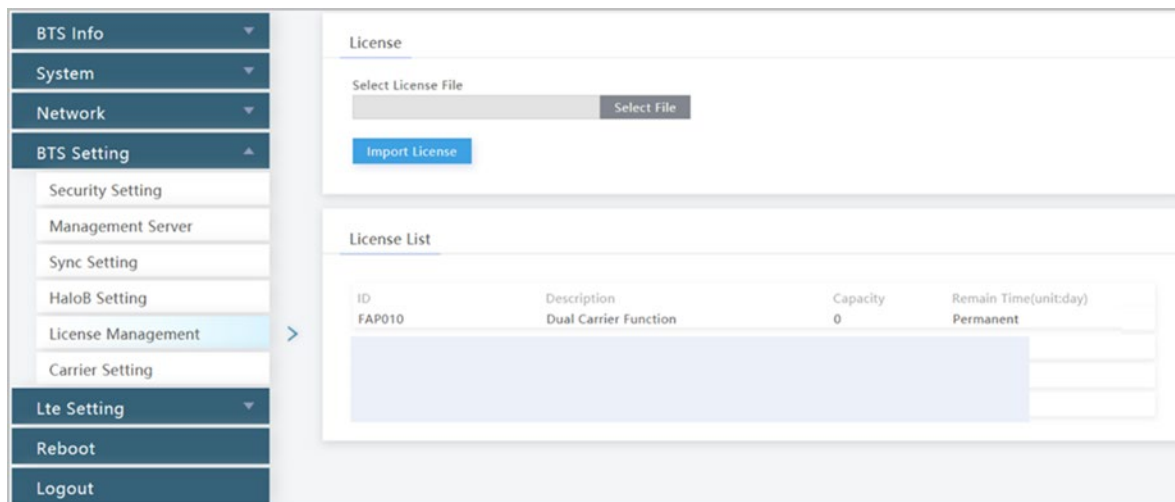 BTS Info
System
Network
BTS Setting
Security Setting
Management Server
Sync Setting
HaloB Setting
License Management
Carrier Setting
Lte Setting
Reboot
Logout
License
Select License File
Select File
Import License
License List
ID Description Capacity Remain Time(unit:day)
FAP010 Dual Carrier Function 0 Permanent